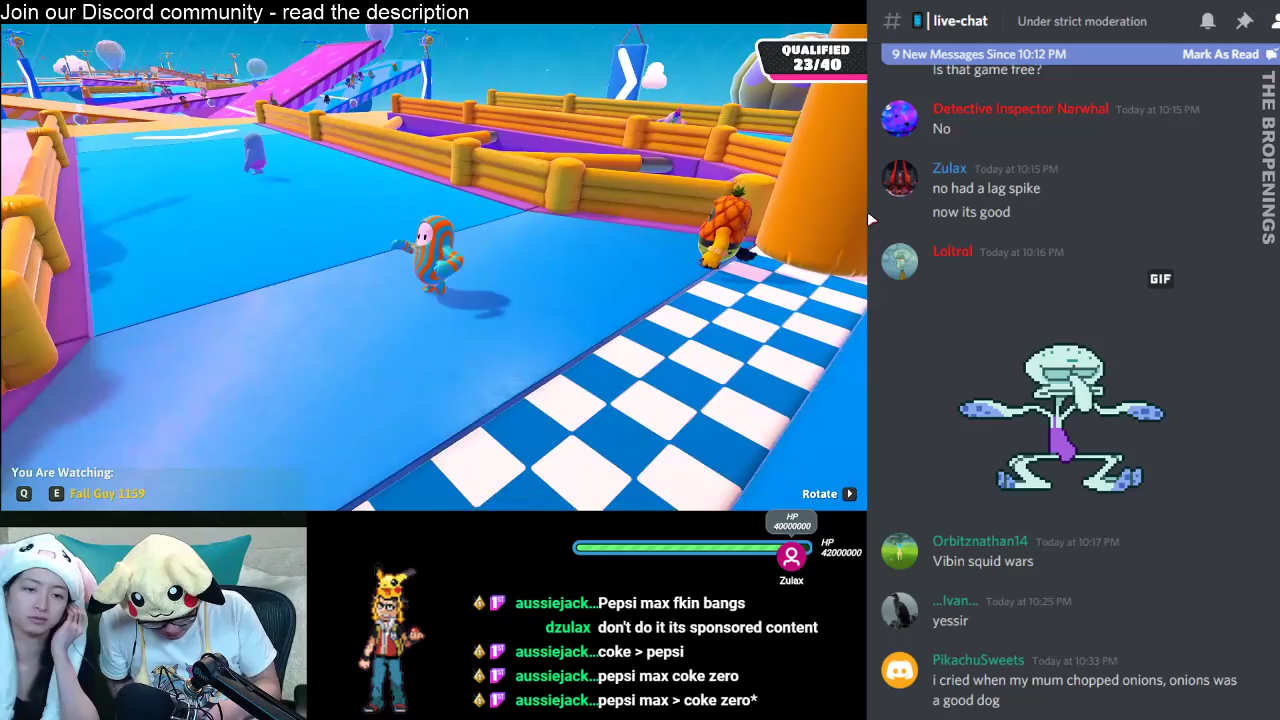 Join our Discord community - read the description
QUALIFIED
23/40
You Are Watching:
Q E Fall Guy 1159
Rotate
HP
40000000
HP
42000000
Zulax
aussiejack...Pepsi max fkin bangs
dzulax don't do it its sponsored content
aussiejack...coke > pepsi
aussiejack...pepsi max coke zero
aussiejack...pepsi max > coke zero*
# | live-chat Under strict moderation
9 New Messages Since 10:12 PM Mark As Read
Is that game free?
Detective Inspector Narwhal Today at 10:15 PM
No
Zulax Today at 10:15 PM
no had a lag spike
now its good
Loltrol Today at 10:16 PM
GIF
Orbitznathan14 Today at 10:17 PM
Vibin squid wars
...Ivan... Today at 10:25 PM
yessir
PikachuSweets Today at 10:33 PM
i cried when my mum chopped onions, onions was
a good dog
THE BROPENINGS